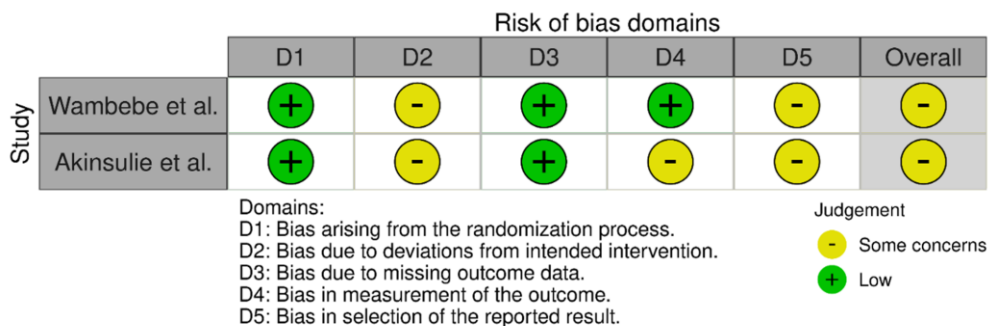 Risk of bias domains
D1 D2 D3 D4 D5 Overall
Study
Wambebe et al. + - + + - -
Akinsulie et al. + - + - - -
Domains:
D1: Bias arising from the randomization process.
D2: Bias due to deviations from intended intervention.
D3: Bias due to missing outcome data.
D4: Bias in measurement of the outcome.
D5: Bias in selection of the reported result.
Judgement
- Some concerns
+ Low